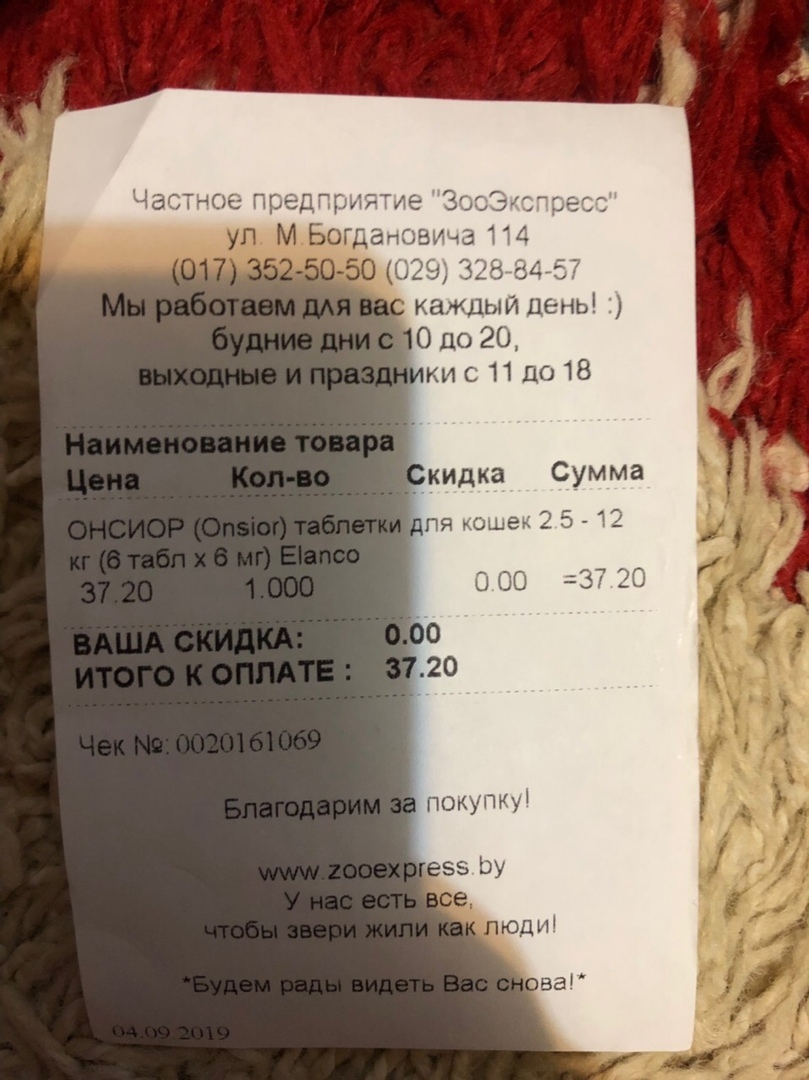 Частное предприятие "ЗооЭкспресс"
ул. М.Богдановича 114
(017) 352-50-50 (029) 328-84-57
Мы работаем для вас каждый день! :)
будние дни с 10 до 20,
выходные и праздники с 11 до 18
Наименование товара
Цена Кол-во Скидка Сумма
ОНСИОР (Onsior) таблетки для кошек 2.5 - 12
кг (6 табл x 6 мг) Elanco
37.20 1.000 0.00 =37.20
ВАША СКИДКА: 0.00
ИТОГО К ОПЛАТЕ : 37.20
Чек №: 0020161069
Благодарим за покупку!
www.zooexpress.by
У нас есть все,
чтобы звери жили как люди!
*Будем рады видеть Вас снова!*
04.09.2019